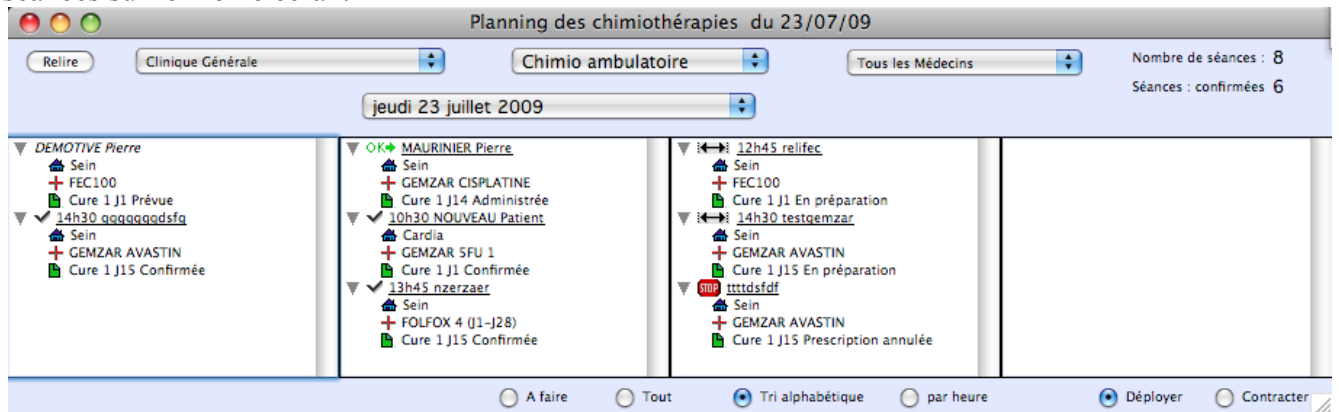 Planning des chimiothérapies du 23/07/09
Relire
Clinique Générale
Chimio ambulatoire
Tous les Médecins
Nombre de séances : 8
Séances : confirmées 6
jeudi 23 juillet 2009
DEMOTIVE Pierre
Sein
FEC100
Cure 1 J1 Prévue
14h30 qqqqqqqdsfq
Sein
GEMZAR AVASTIN
Cure 1 J15 Confirmée
OK MAURINIER Pierre
Sein
GEMZAR CISPLATINE
Cure 1 J14 Administrée
10h30 NOUVEAU Patient
Cardia
GEMZAR 5FU 1
Cure 1 J1 Confirmée
13h45 nzerzaer
Sein
FOLFOX 4 (J1-J28)
Cure 1 J15 Confirmée
12h45 relifec
Sein
FEC100
Cure 1 J1 En préparation
14h30 testgemzar
Sein
GEMZAR AVASTIN
Cure 1 J15 En préparation
STOP ttttdsfdf
Sein
GEMZAR AVASTIN
Cure 1 J15 Prescription annulée
A faire
Tout
Tri alphabétique
par heure
Déployer
Contracter